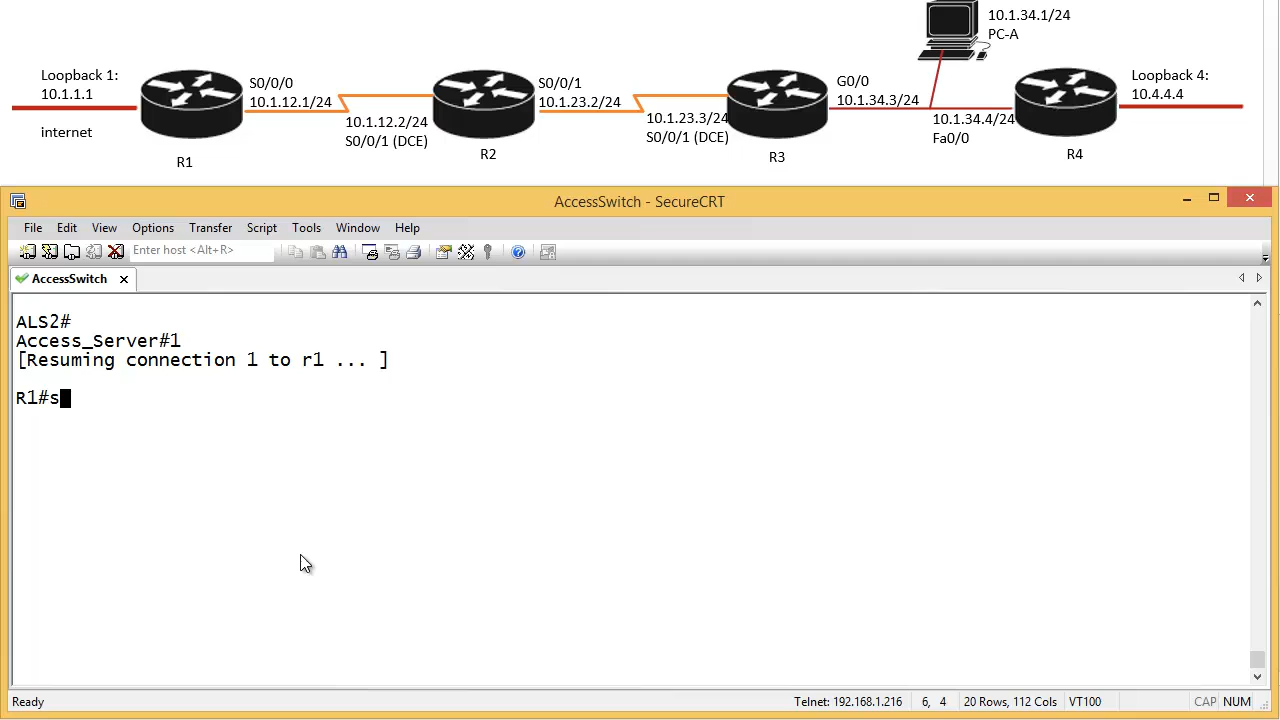 10.1.34.1/24
PC-A
Loopback 1:
10.1.1.1
internet
S0/0/0
10.1.12.1/24
10.1.12.2/24
S0/0/1 (DCE)
S0/0/1
10.1.23.2/24
10.1.23.3/24
S0/0/1 (DCE)
G0/0
10.1.34.3/24
10.1.34.4/24
Fa0/0
Loopback 4:
10.4.4.4
R1
R2
R3
R4
AccessSwitch - SecureCRT
File Edit View Options Transfer Script Tools Window Help
Enter host <Alt+R>
AccessSwitch
ALS2#
Access_Server#1
[Resuming connection 1 to r1 ... ]
R1#s
Ready Telnet: 192.168.1.216 6, 4 20 Rows, 112 Cols VT100 CAP NUM